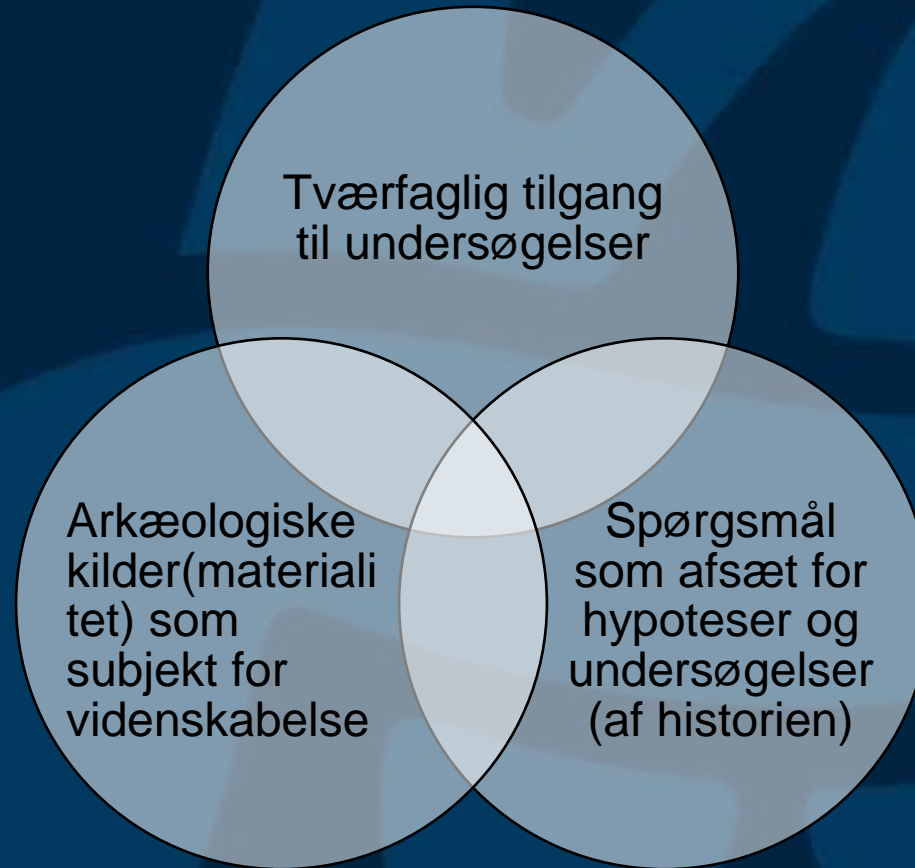 Tværfaglig tilgang
til undersøgelser
Arkæologiske
kilder(materiali
tet) som
subjekt for
videnskabelse
Spørgsmål
som afsæt for
hypoteser og
undersøgelser
(af historien)